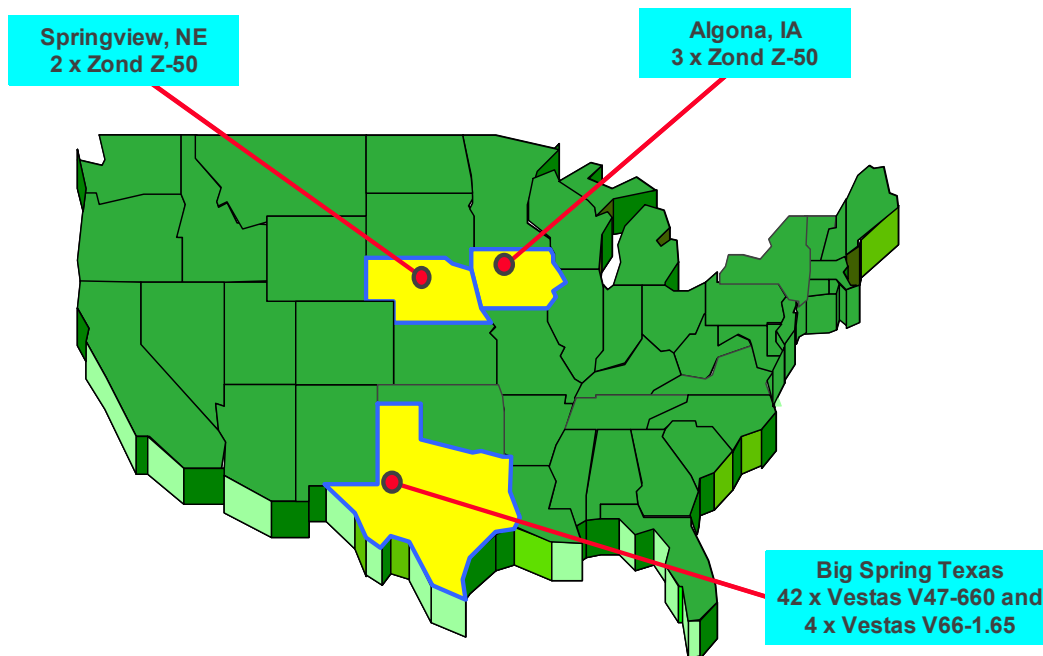 Springview, NE
2 x Zond Z-50
Algona, IA
3 x Zond Z-50
Big Spring Texas
42 x Vestas V47-660 and
4 x Vestas V66-1.65